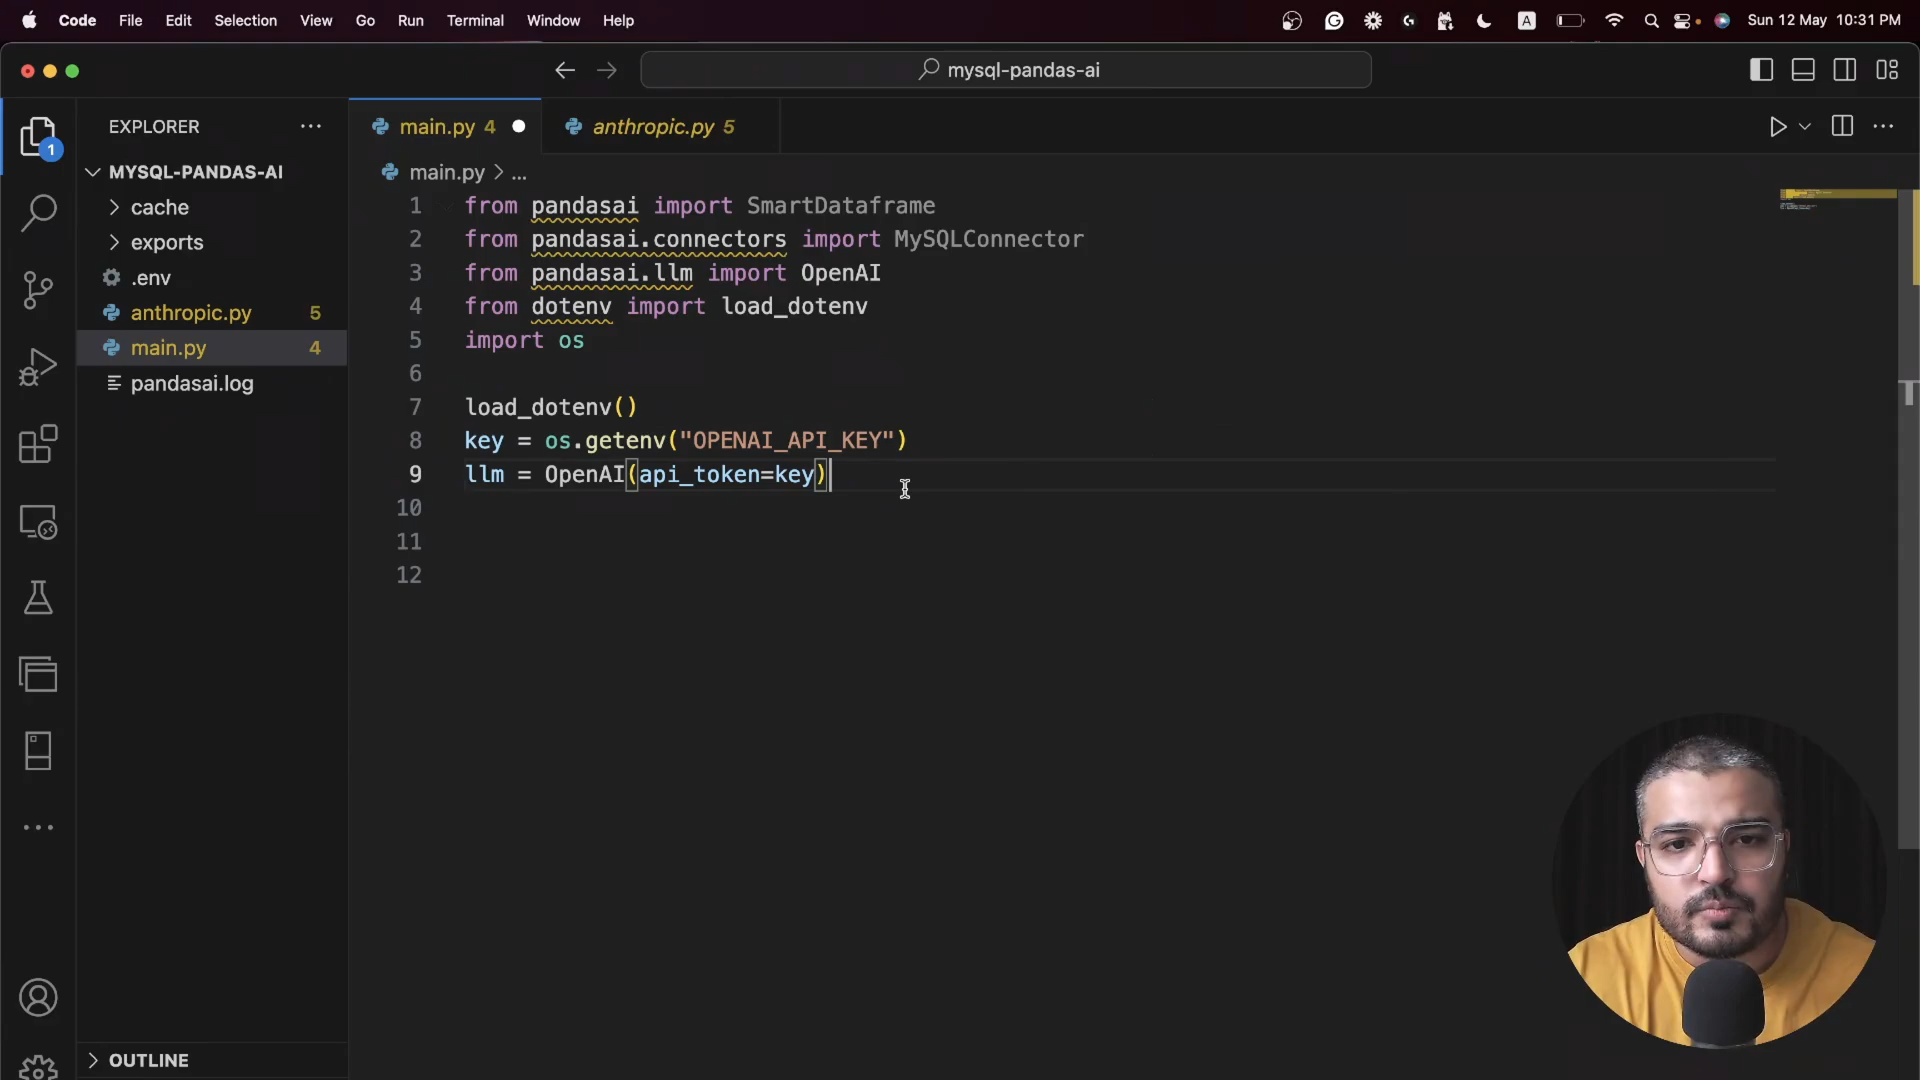 Code File Edit Selection View Go Run Terminal Window Help A Sun 12 May 10:31 PM
mysql-pandas-ai
EXPLORER ...
main.py 4
anthropic.py 5
1
main.py > ...
MYSQL-PANDAS-AI
cache
exports
.env
anthropic.py 5
main.py 4
pandasai.log
OUTLINE
1 from pandasai import SmartDataframe
2 from pandasai.connectors import MySQLConnector
3 from pandasai.llm import OpenAI
4 from dotenv import load_dotenv
5 import os
6
7 load_dotenv()
8 key = os.getenv("OPENAI_API_KEY")
9 llm = OpenAI(api_token=key)
10
11
12